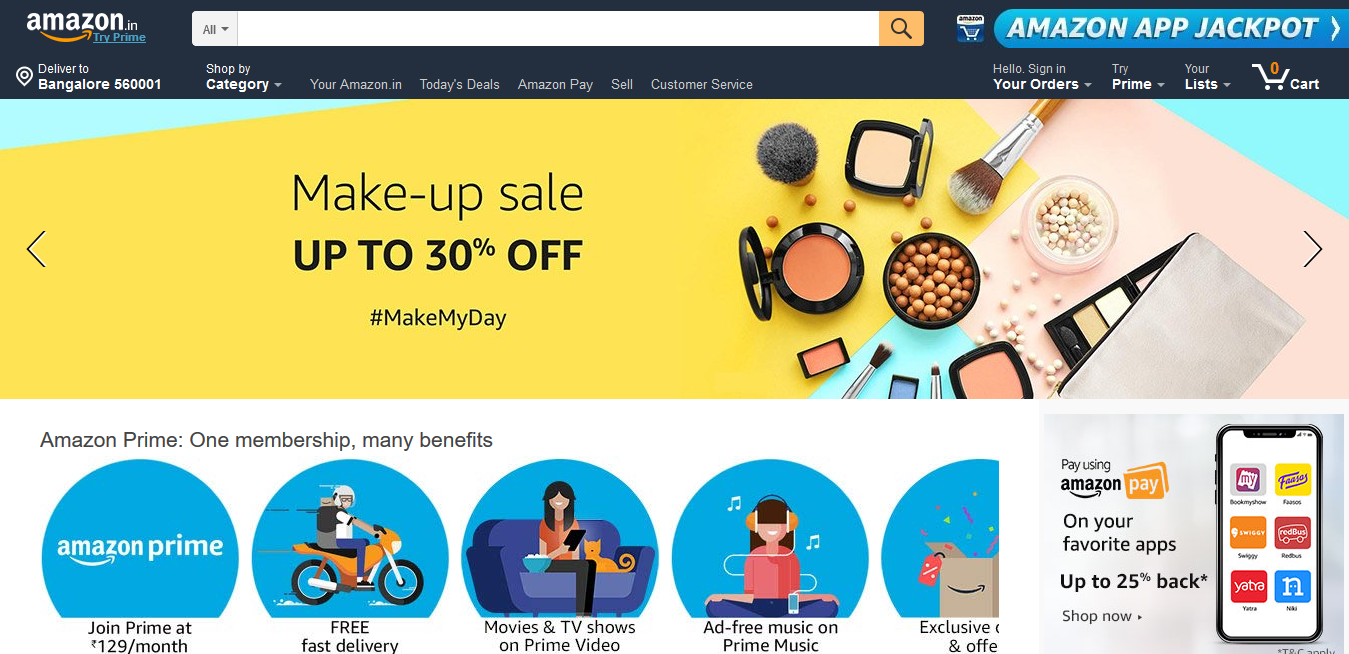 amazon.in
Try Prime
All
amazon
AMAZON APP JACKPOT
Deliver to
Bangalore 560001
Shop by
Category
Your Amazon.in
Today's Deals
Amazon Pay
Sell
Customer Service
Hello. Sign in
Your Orders
Try
Prime
Your
Lists
0
Cart
Make-up sale
UP TO 30% OFF
#MakeMyDay
Amazon Prime: One membership, many benefits
amazon prime
Join Prime at
₹129/month
FREE
fast delivery
Movies & TV shows
on Prime Video
Ad-free music on
Prime Music
Exclusive
& offe
Pay using
amazon pay
On your
favorite apps
Up to 25% back*
Shop now
my
Bookmyshow
Faasos
Faasos
SWIGGY
Swiggy
redBus
Redbus
yatra
Yatra
n
Niki
*T&C apply